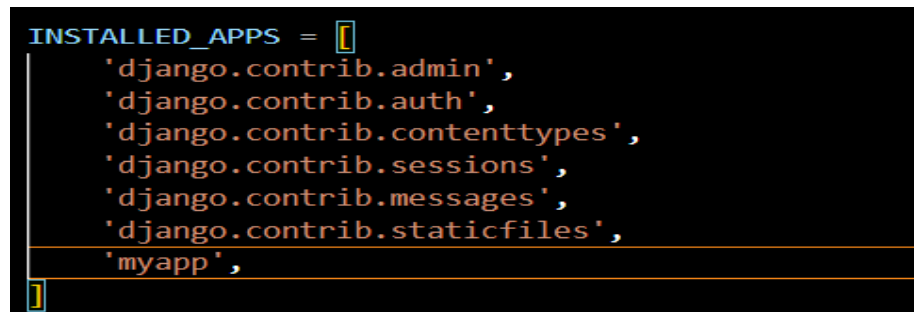 INSTALLED_APPS = [
    'django.contrib.admin',
    'django.contrib.auth',
    'django.contrib.contenttypes',
    'django.contrib.sessions',
    'django.contrib.messages',
    'django.contrib.staticfiles',
    'myapp',
]